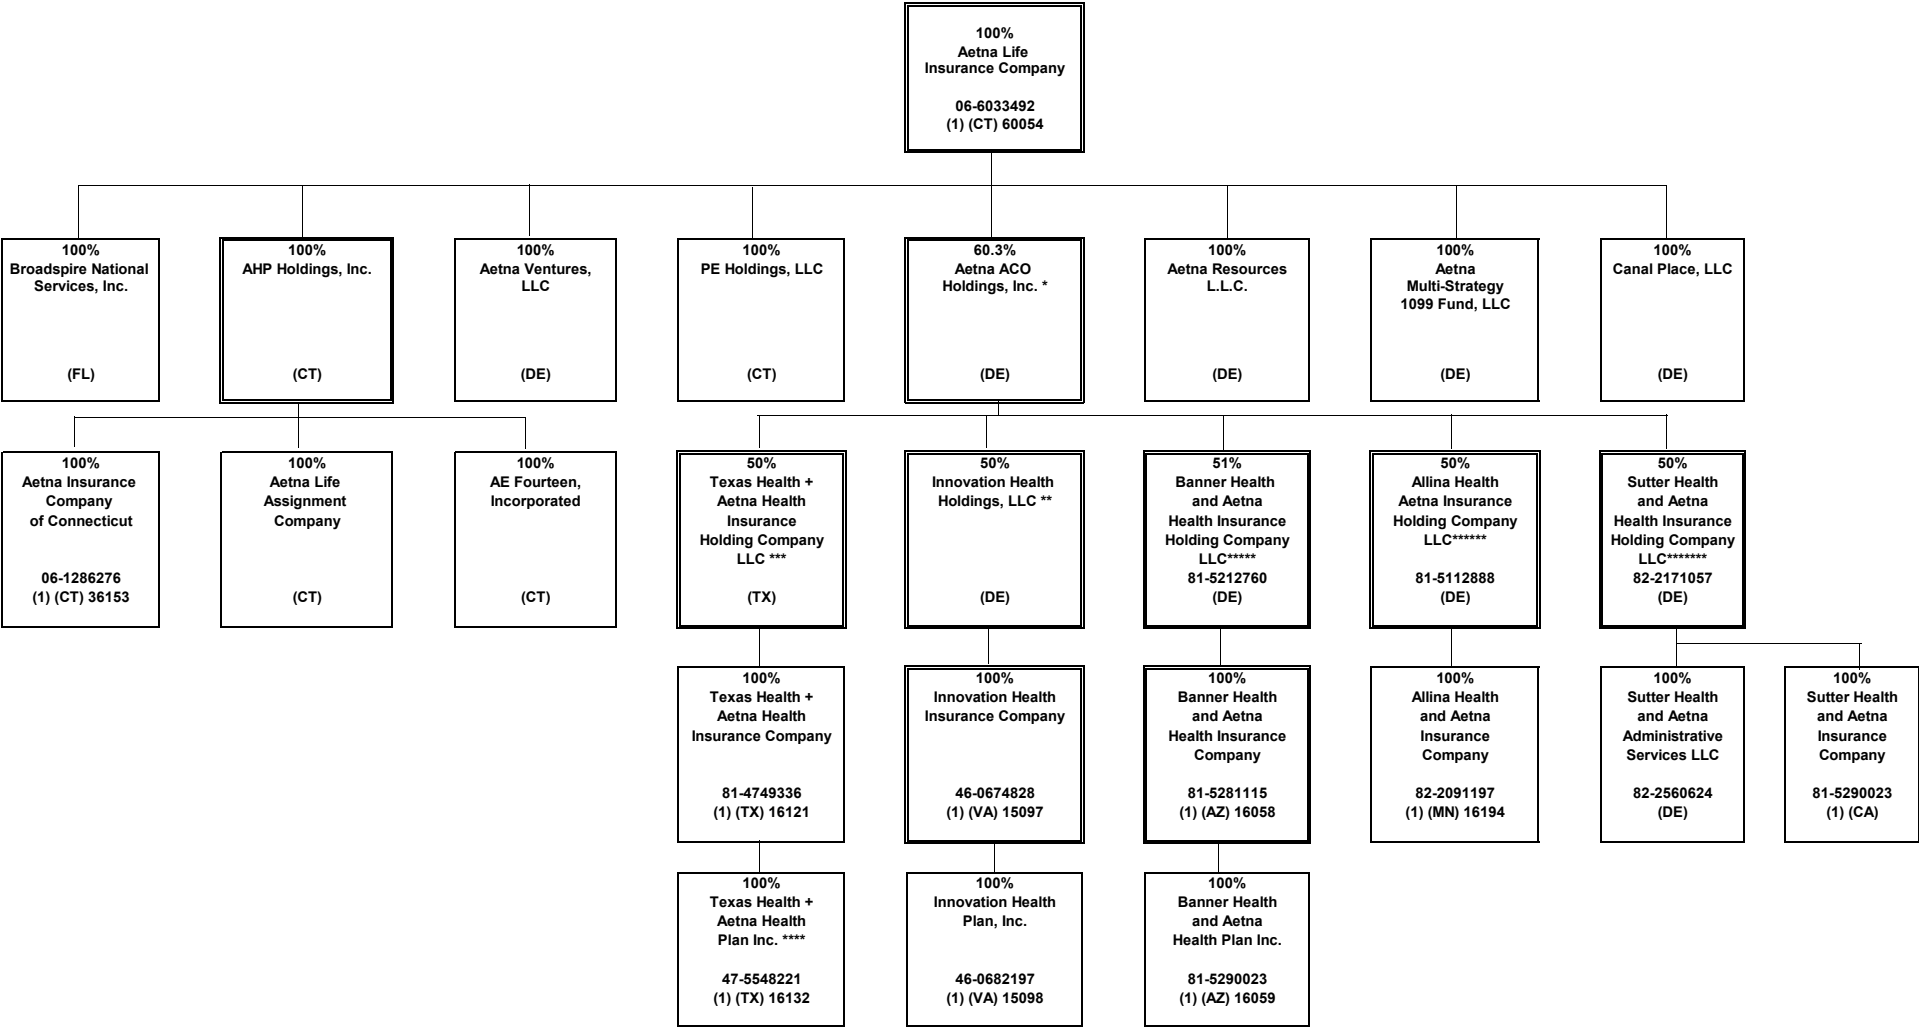 100%
Aetna Life
Insurance Company
06-6033492
(1) (CT) 60054
100%
Broadspire National
Services, Inc.
(FL)
100%
AHP Holdings, Inc.
(CT)
100%
Aetna Ventures,
LLC
(DE)
100%
PE Holdings, LLC
(CT)
60.3%
Aetna ACO
Holdings, Inc. *
(DE)
100%
Aetna Resources
L.L.C.
(DE)
100%
Aetna
Multi-Strategy
1099 Fund, LLC
(DE)
100%
Canal Place, LLC
(DE)
100%
Aetna Insurance
Company
of Connecticut
06-1286276
(1) (CT) 36153
100%
Aetna Life
Assignment
Company
(CT)
100%
AE Fourteen,
Incorporated
(CT)
50%
Texas Health +
Aetna Health
Insurance
Holding Company
LLC ***
(TX)
50%
Innovation Health
Holdings, LLC **
(DE)
51%
Banner Health
and Aetna
Health Insurance
Holding Company
LLC*****
81-5212760
(DE)
50%
Allina Health
Aetna Insurance
Holding Company
LLC******
81-5112888
(DE)
50%
Sutter Health
and Aetna
Health Insurance
Holding Company
LLC*******
82-2171057
(DE)
100%
Texas Health +
Aetna Health
Insurance Company
81-4749336
(1) (TX) 16121
100%
Innovation Health
Insurance Company
46-0674828
(1) (VA) 15097
100%
Banner Health
and Aetna
Health Insurance
Company
81-5281115
(1) (AZ) 16058
100%
Allina Health
and Aetna
Insurance
Company
82-2091197
(1) (MN) 16194
100%
Sutter Health
and Aetna
Administrative
Services LLC
82-2560624
(DE)
100%
Sutter Health
and Aetna
Insurance
Company
81-5290023
(1) (CA)
100%
Texas Health +
Aetna Health
Plan Inc. ****
47-5548221
(1) (TX) 16132
100%
Innovation Health
Plan, Inc.
46-0682197
(1) (VA) 15098
100%
Banner Health
and Aetna
Health Plan Inc.
81-5290023
(1) (AZ) 16059